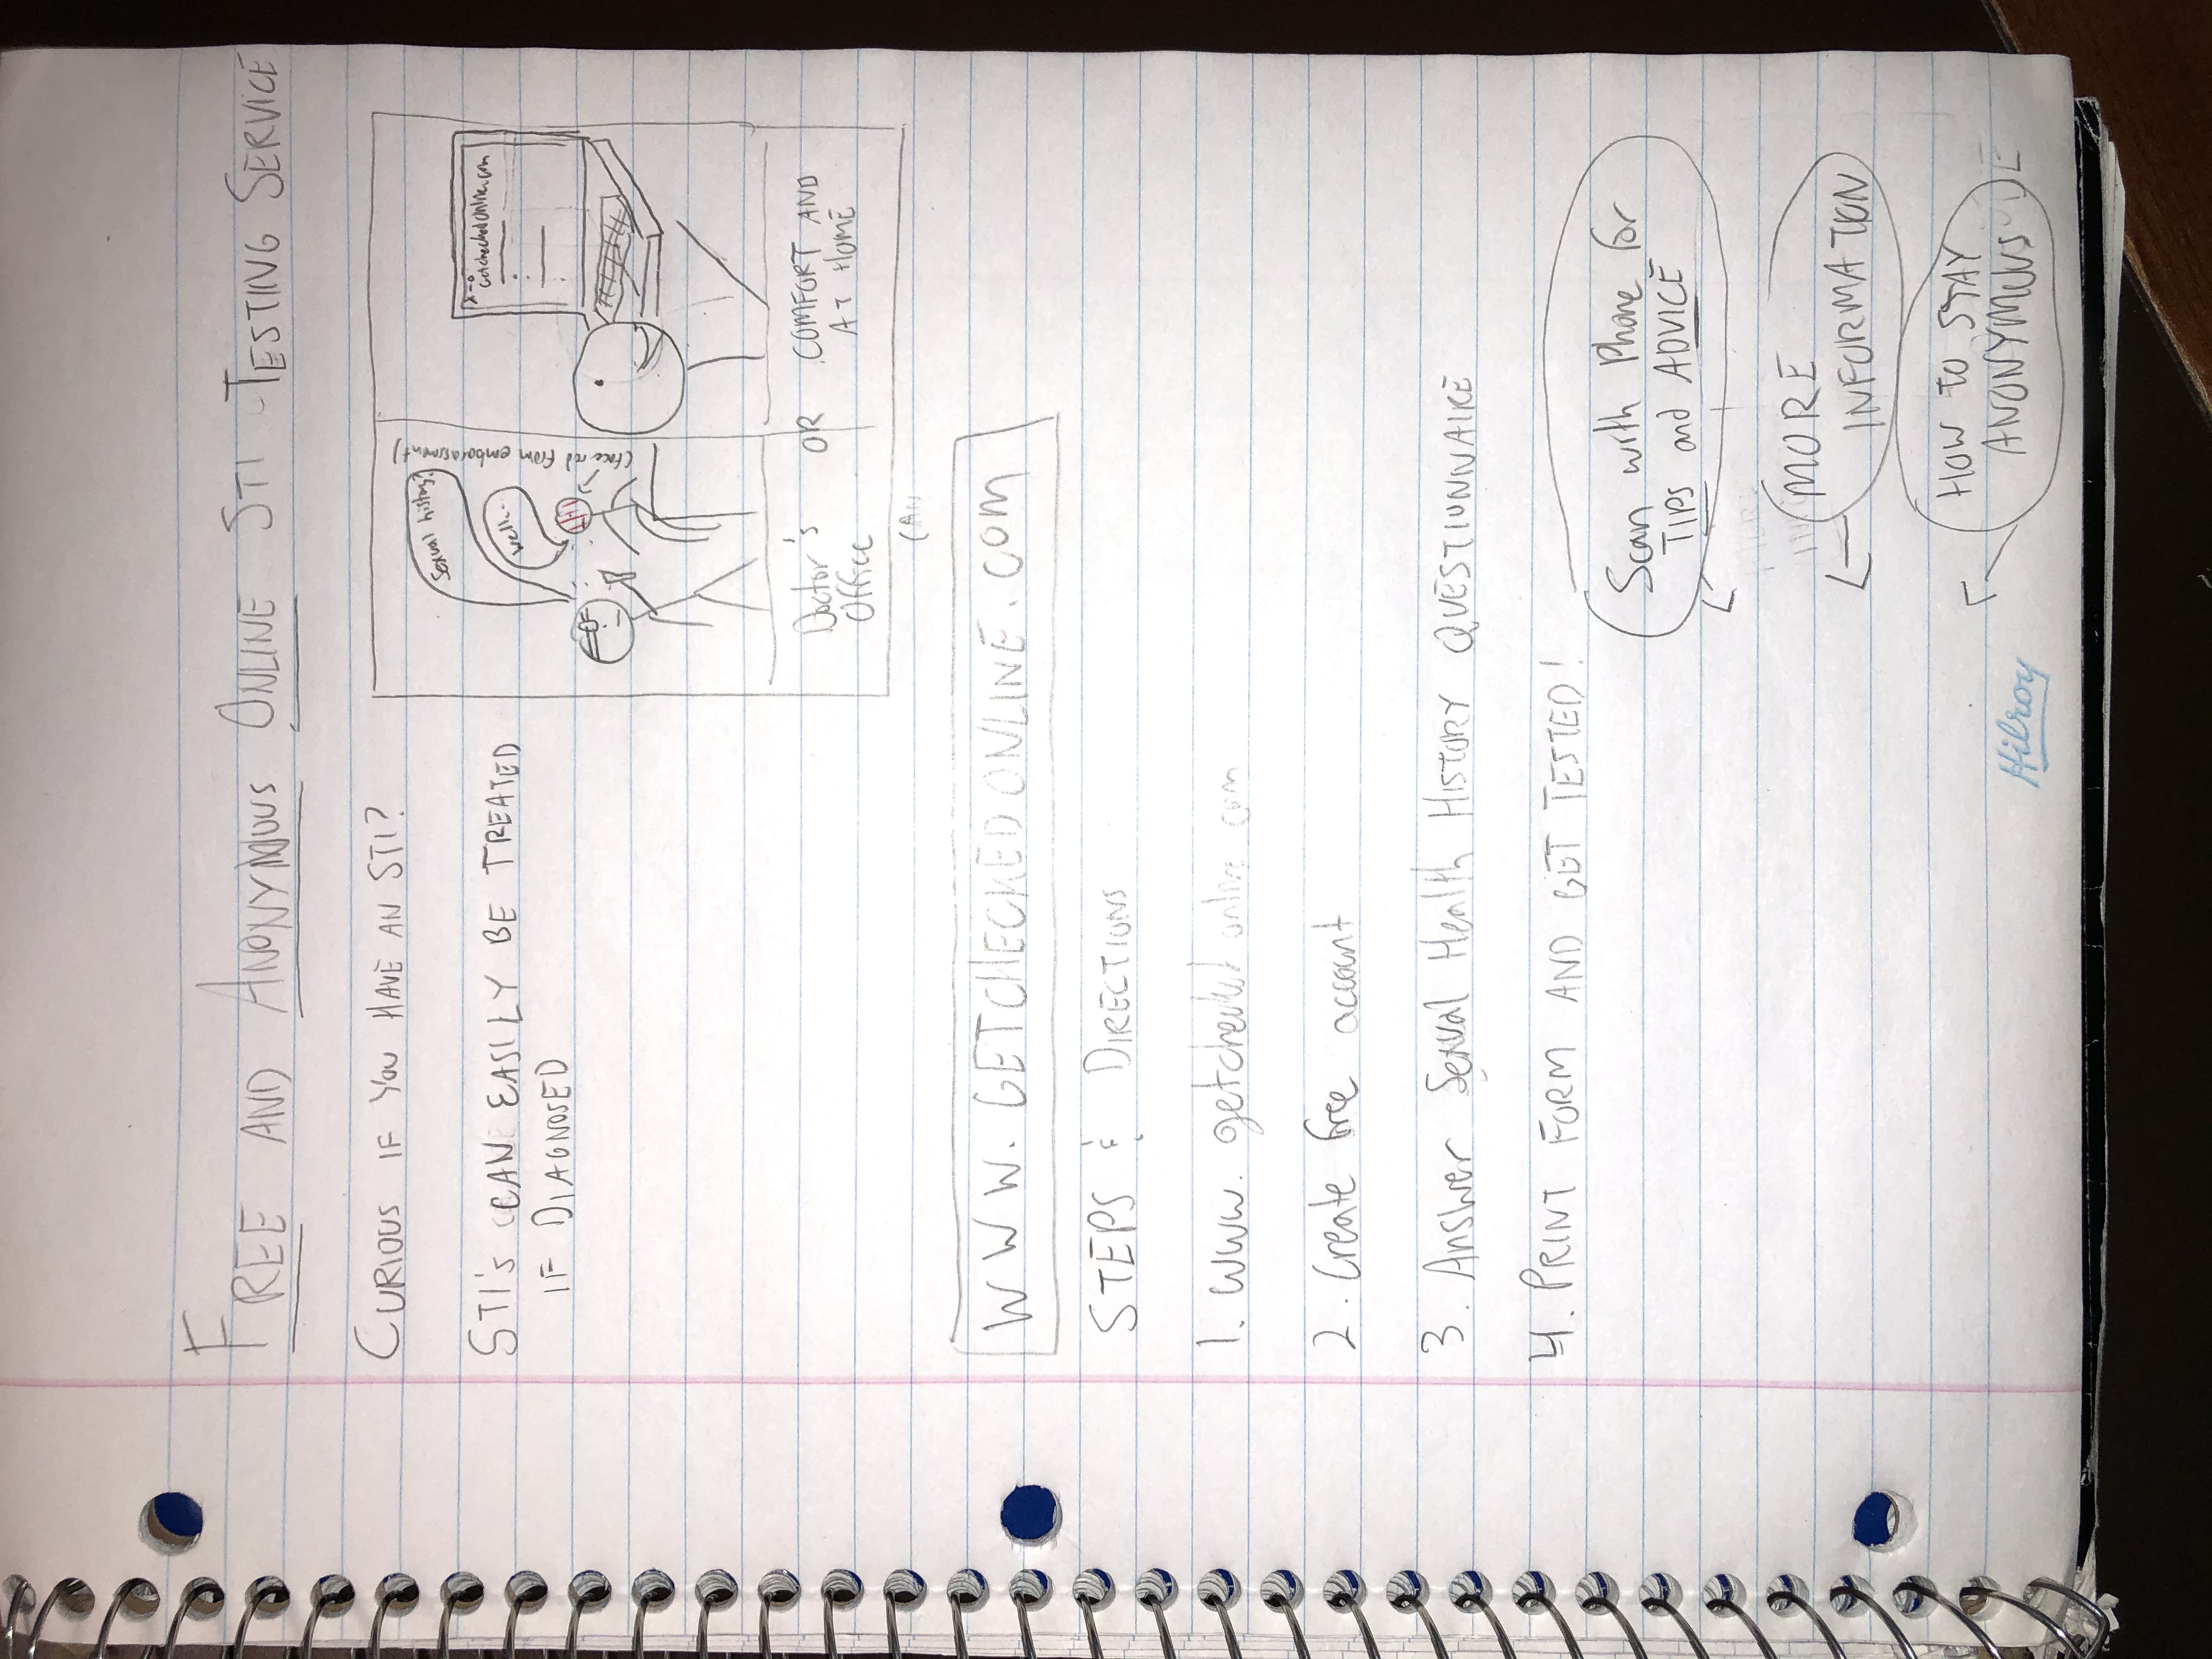 FREE AND ANONYMOUS ONLINE STI TESTING SERVICE
CURIOUS IF YOU HAVE AN STI?
STI's CAN EASILY BE TREATED
IF DIAGNOSED
Sexual history?
Well...
(face red from embarassment)
getcheckedonline.com
Doctor's
Office
OR
COMFORT AND
AT HOME
(AN
WWW.GETCHECKEDONLINE.COM
STEPS & DIRECTIONS
1. www.getcheckedonline.com
2. Create free account
3. Answer Sexual Health HISTORY QUESTIONNAIRE
4. PRINT FORM AND GET TESTED!
Scan with Phone for
TIPS and ADVICE
MORE
INFORMATION
HOW TO STAY
ANONYMOUS
Hilroy